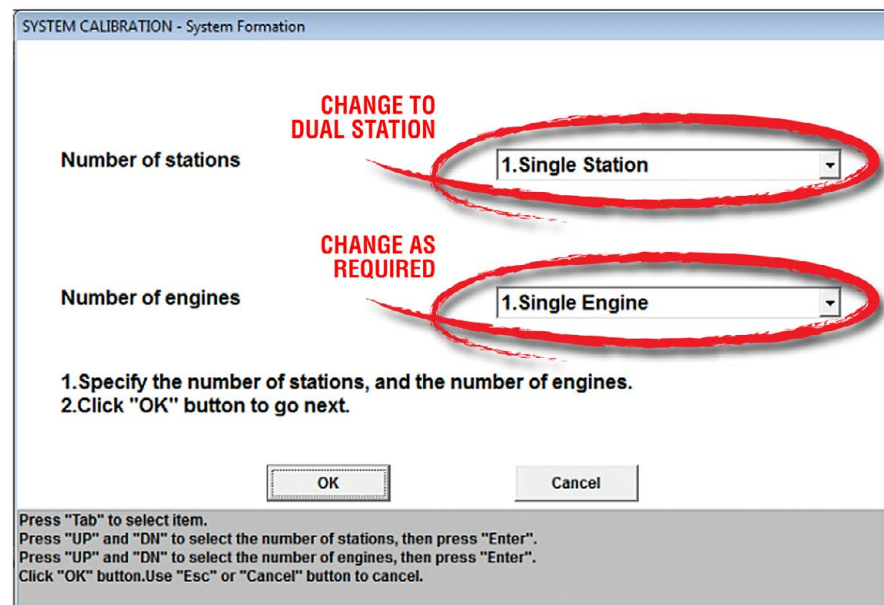 SYSTEM CALIBRATION - System Formation
CHANGE TO
DUAL STATION
Number of stations
1.Single Station
CHANGE AS
REQUIRED
Number of engines
1.Single Engine
1.Specify the number of stations, and the number of engines.
2.Click "OK" button to go next.
OK
Cancel
Press "Tab" to select item.
Press "UP" and "DN" to select the number of stations, then press "Enter".
Press "UP" and "DN" to select the number of engines, then press "Enter".
Click "OK" button.Use "Esc" or "Cancel" button to cancel.